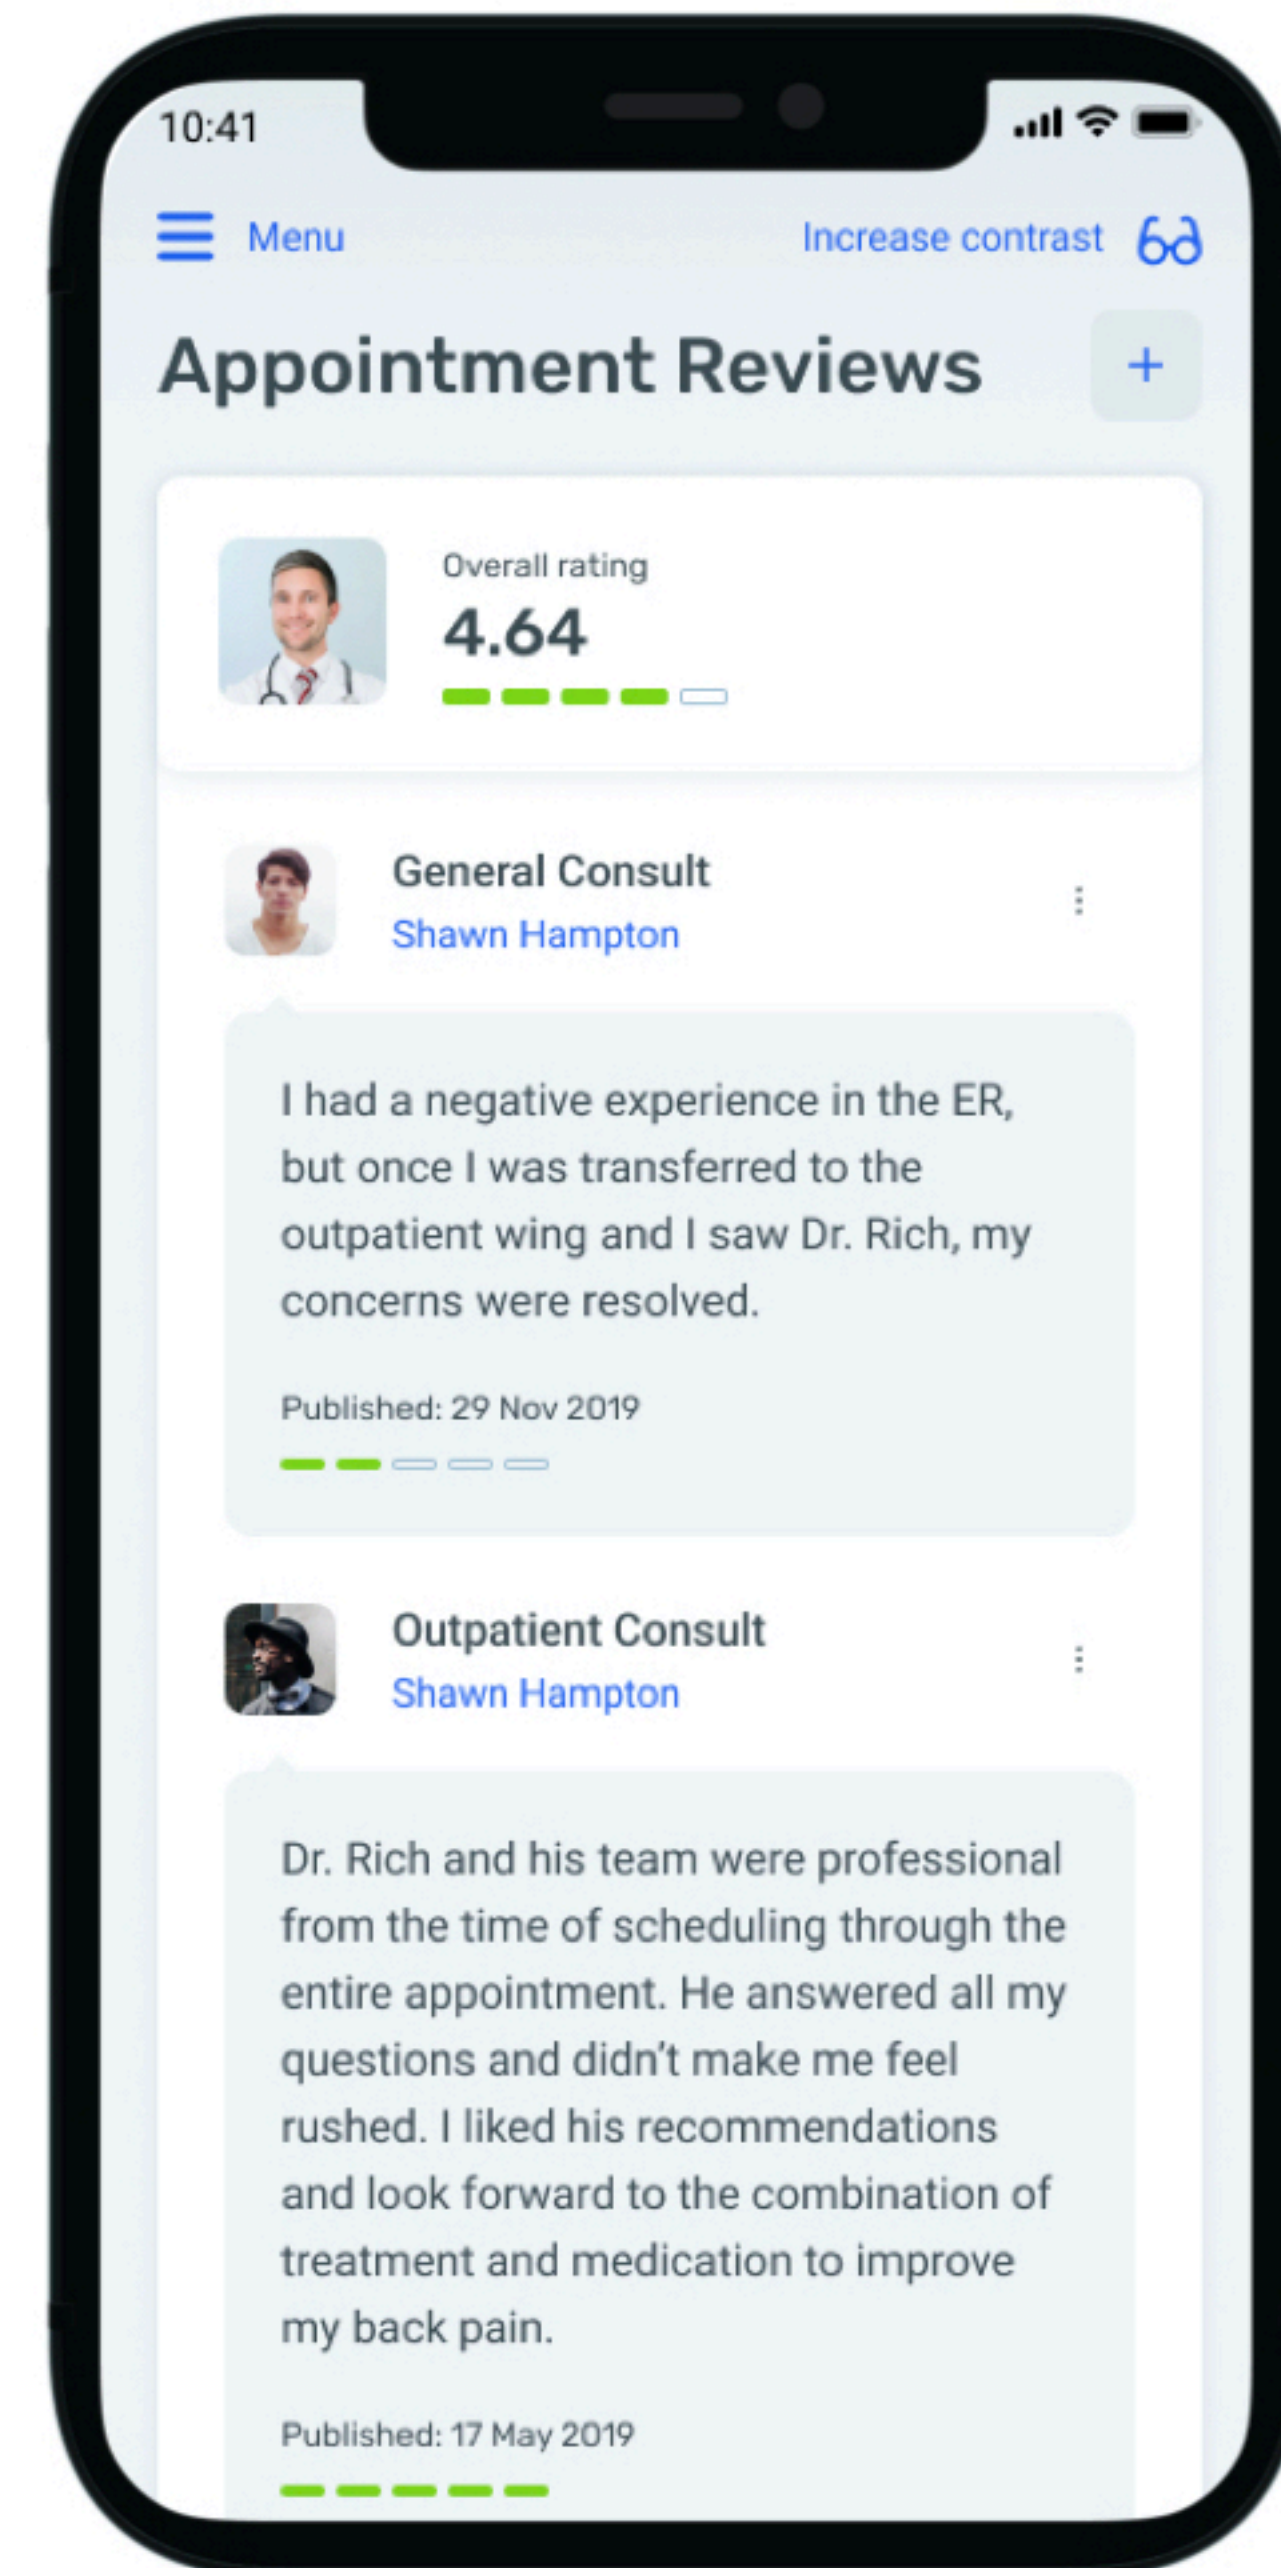 10:41
Menu
Increase contrast
Appointment Reviews
+
Overall rating
4.64
General Consult
Shawn Hampton
I had a negative experience in the ER,
but once I was transferred to the
outpatient wing and I saw Dr. Rich, my
concerns were resolved.
Published: 29 Nov 2019
Outpatient Consult
Shawn Hampton
Dr. Rich and his team were professional
from the time of scheduling through the
entire appointment. He answered all my
questions and didn’t make me feel
rushed. I liked his recommendations
and look forward to the combination of
treatment and medication to improve
my back pain.
Published: 17 May 2019